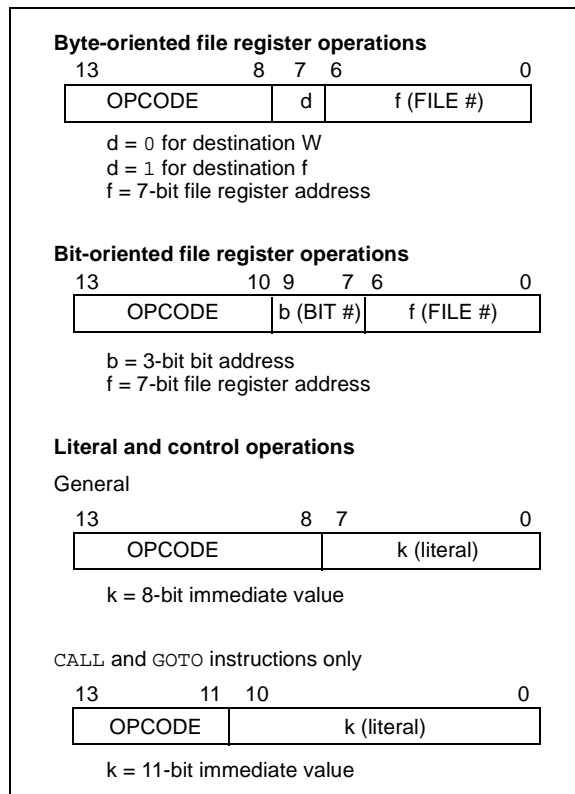 Byte-oriented file register operations
13 8 7 6 0
OPCODE d f (FILE #)
d = 0 for destination W
d = 1 for destination f
f = 7-bit file register address
Bit-oriented file register operations
13 10 9 7 6 0
OPCODE b (BIT #) f (FILE #)
b = 3-bit bit address
f = 7-bit file register address
Literal and control operations
General
13 8 7 0
OPCODE k (literal)
k = 8-bit immediate value
CALL and GOTO instructions only
13 11 10 0
OPCODE k (literal)
k = 11-bit immediate value